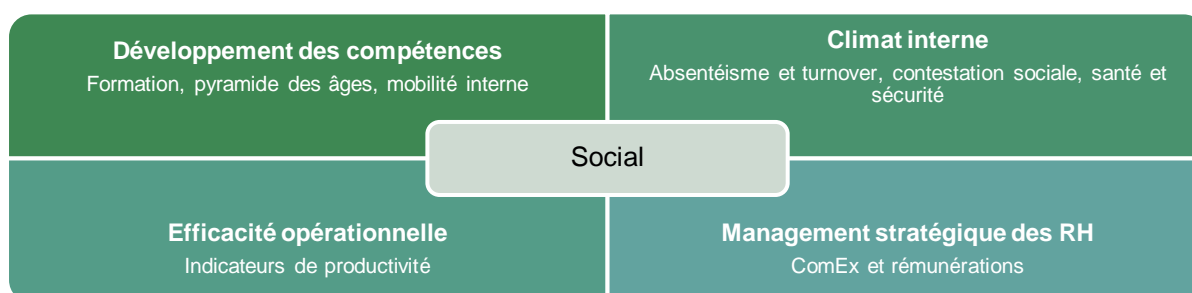 Développement des compétences
Formation, pyramide des âges, mobilité interne
Climat interne
Absentéisme et turnover, contestation sociale, santé et
sécurité
Social
Efficacité opérationnelle
Indicateurs de productivité
Management stratégique des RH
ComEx et rémunérations